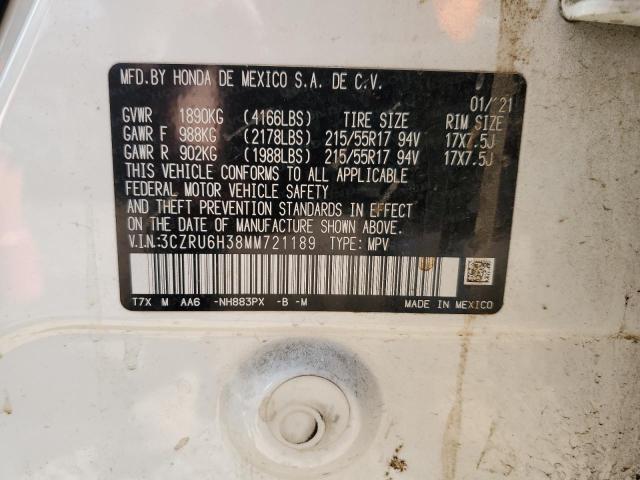 MFD.BY HONDA DE MEXICO S.A. DE C.V.
01/ 21
GVWR 1890KG (4166LBS) TIRE SIZE RIM SIZE
GAWR F 988KG (2178LBS) 215/55R17 94V 17X7.5J
GAWR R 902KG (1988LBS) 215/55R17 94V 17X7.5J
THIS VEHICLE CONFORMS TO ALL APPLICABLE
FEDERAL MOTOR VEHICLE SAFETY
AND THEFT PREVENTION STANDARDS IN EFFECT
ON THE DATE OF MANUFACTURE SHOWN ABOVE.
V.I.N:3CZRU6H38MM721189 TYPE: MPV
T7X M AA6 -NH883PX -B -M MADE IN MEXICO